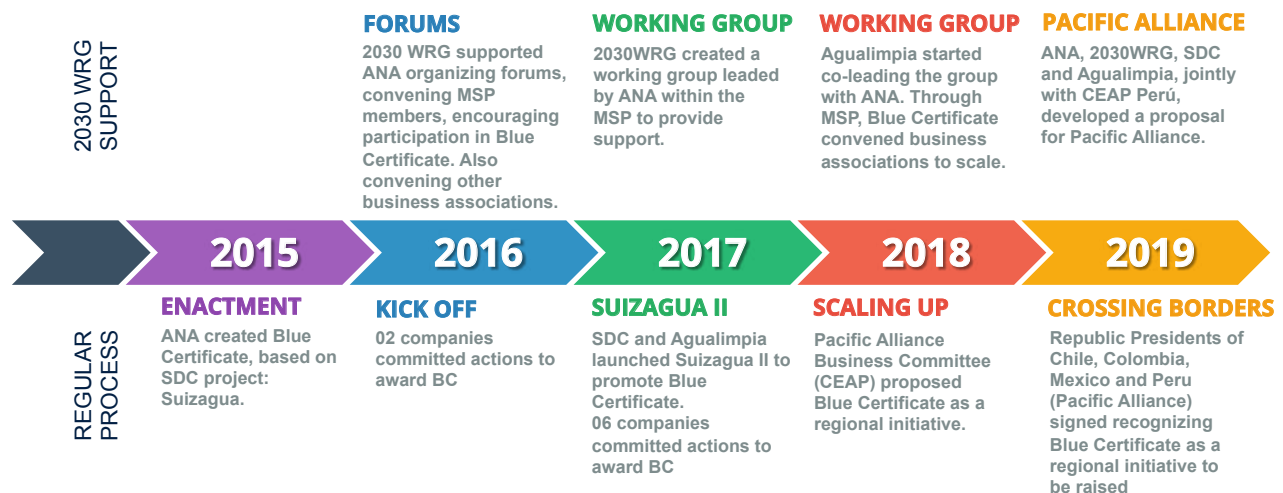 2030 WRG
SUPPORT
FORUMS
2030 WRG supported
ANA organizing forums,
convening MSP
members, encouraging
participation in Blue
Certificate. Also
convening other
business associations.
WORKING GROUP
2030WRG created a
working group leaded
by ANA within the
MSP to provide
support.
WORKING GROUP
Agualimpia started
co-leading the group
with ANA. Through
MSP, Blue Certificate
convened business
associations to scale.
PACIFIC ALLIANCE
ANA, 2030WRG, SDC
and Agualimpia, jointly
with CEAP Perú,
developed a proposal
for Pacific Alliance.
2015
2016
2017
2018
2019
REGULAR
PROCESS
ENACTMENT
ANA created Blue
Certificate, based on
SDC project:
Suizagua.
KICK OFF
02 companies
committed actions to
award BC
SUIZAGUA II
SDC and Agualimpia
launched Suizagua II to
promote Blue
Certificate.
06 companies
committed actions to
award BC
SCALING UP
Pacific Alliance
Business Committee
(CEAP) proposed
Blue Certificate as a
regional initiative.
CROSSING BORDERS
Republic Presidents of
Chile, Colombia,
Mexico and Peru
(Pacific Alliance)
signed recognizing
Blue Certificate as a
regional initiative to
be raised